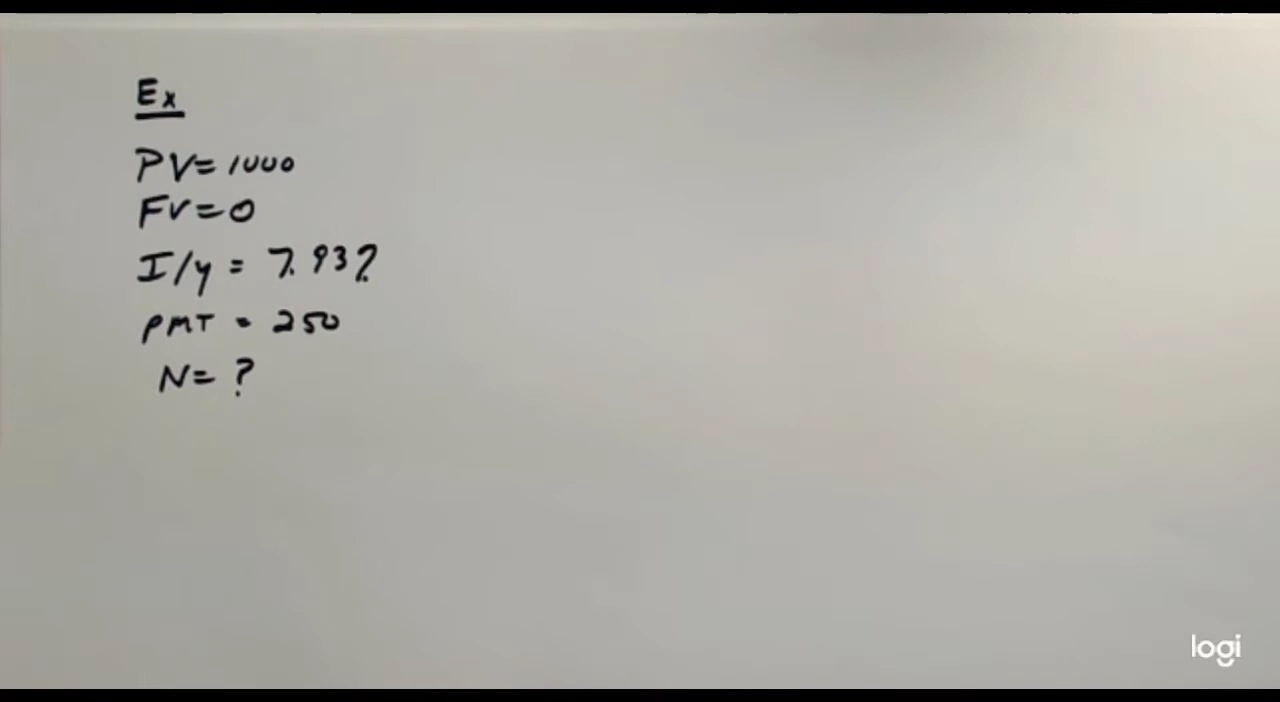 Ex
PV=1000
FV=0
I/y = 7.93%
PMT = 250
N= ?
logi